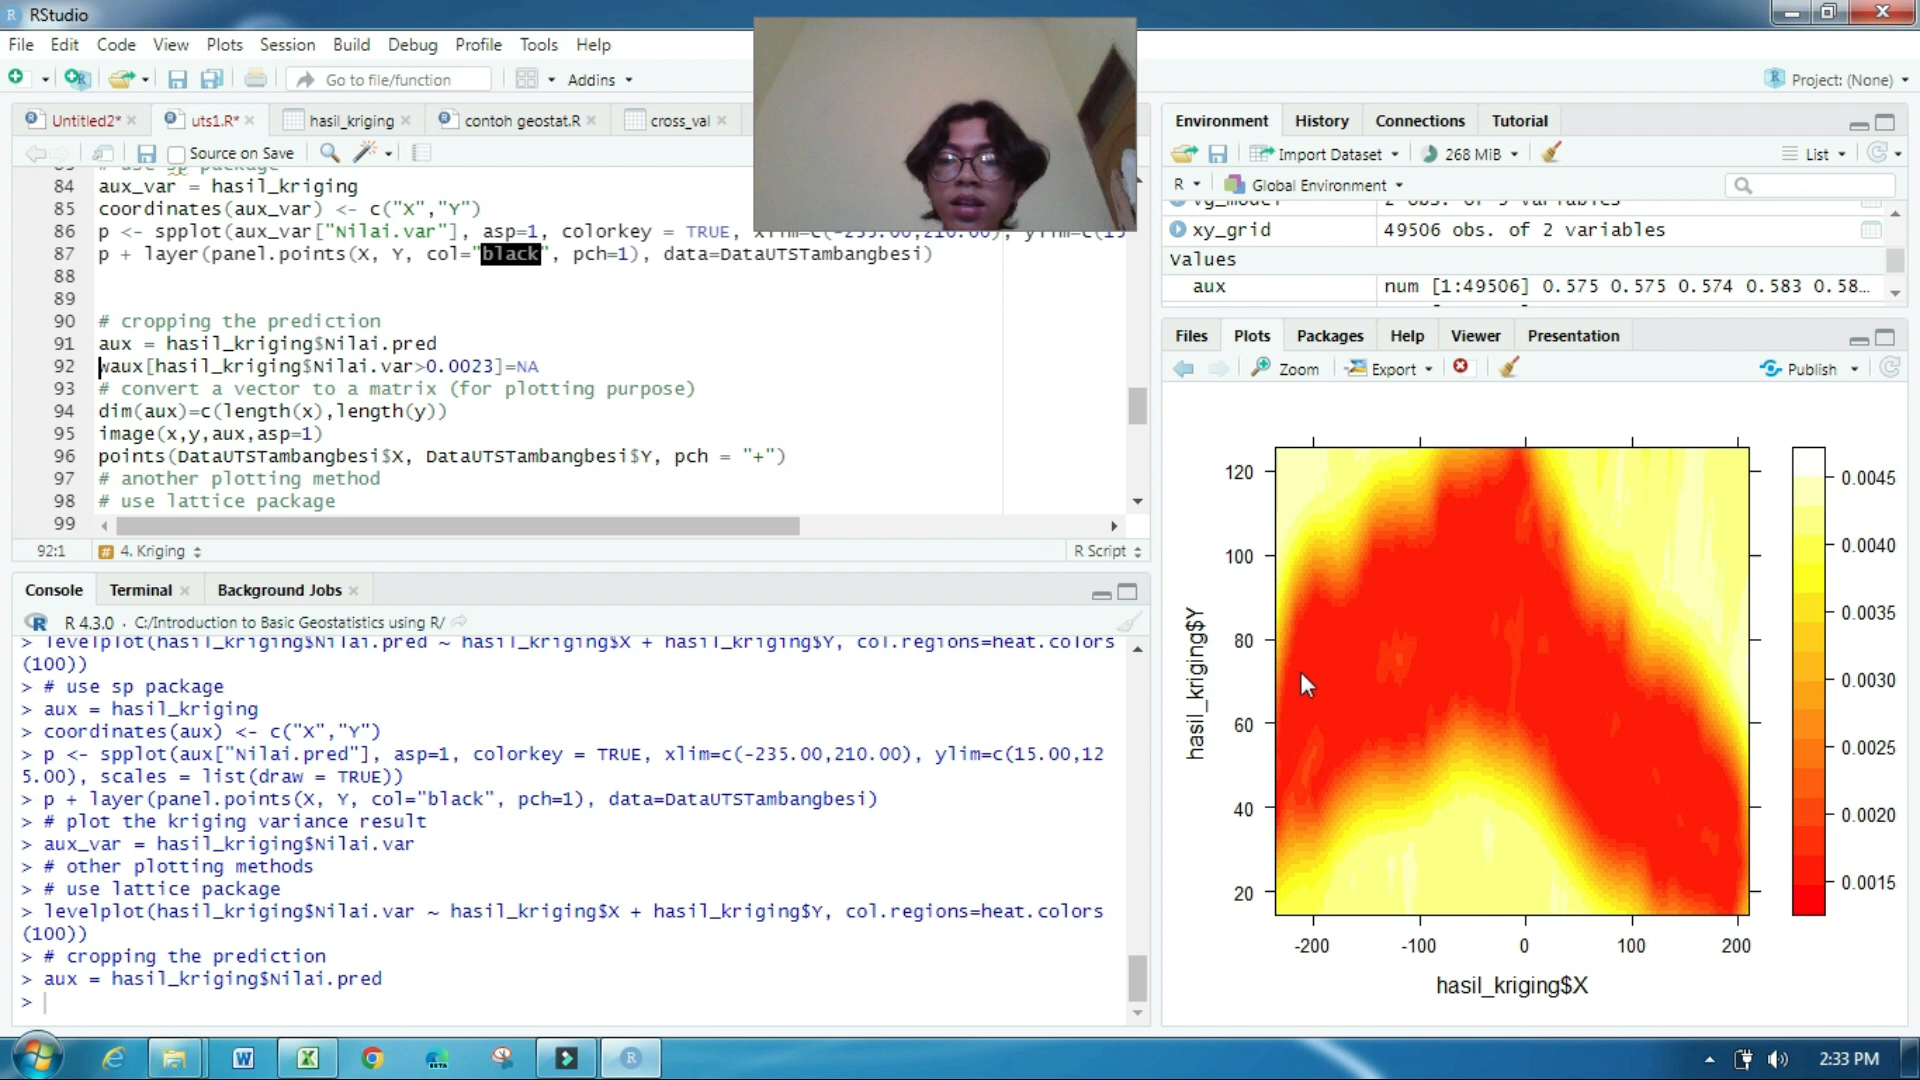 RStudio
File Edit Code View Plots Session Build Debug Profile Tools Help
Go to file/function
Addins
Project: (None)
Untitled2*
uts1.R*
hasil_kriging
contoh geostat.R
cross_val
Source on Save
84 aux_var = hasil_kriging
85 coordinates(aux_var) <- c("X","Y")
86 p <- spplot(aux_var["Nilai.var"], asp=1, colorkey = TRUE, xlim=c(-235.00,210.00), ylim=c(15
87 p + layer(panel.points(X, Y, col="black", pch=1), data=DataUTSTambangbesi)
88
89
90 # cropping the prediction
91 aux = hasil_kriging$Nilai.pred
92 waux[hasil_kriging$Nilai.var>0.0023]=NA
93 # convert a vector to a matrix (for plotting purpose)
94 dim(aux)=c(length(x),length(y))
95 image(x,y,aux,asp=1)
96 points(DataUTSTambangbesi$X, DataUTSTambangbesi$Y, pch = "+")
97 # another plotting method
98 # use lattice package
99
92:1
4. Kriging
R Script
Console Terminal Background Jobs
R 4.3.0 · C:/Introduction to Basic Geostatistics using R/
> levelplot(hasil_kriging$Nilai.pred ~ hasil_kriging$X + hasil_kriging$Y, col.regions=heat.colors
(100))
> # use sp package
> aux = hasil_kriging
> coordinates(aux) <- c("X","Y")
> p <- spplot(aux["Nilai.pred"], asp=1, colorkey = TRUE, xlim=c(-235.00,210.00), ylim=c(15.00,12
5.00), scales = list(draw = TRUE))
> p + layer(panel.points(X, Y, col="black", pch=1), data=DataUTSTambangbesi)
> # plot the kriging variance result
> aux_var = hasil_kriging$Nilai.var
> # other plotting methods
> # use lattice package
> levelplot(hasil_kriging$Nilai.var ~ hasil_kriging$X + hasil_kriging$Y, col.regions=heat.colors
(100))
> # cropping the prediction
> aux = hasil_kriging$Nilai.pred
>
Environment History Connections Tutorial
Import Dataset
268 MiB
List
R
Global Environment
xy_grid 49506 obs. of 2 variables
Values
aux num [1:49506] 0.575 0.575 0.574 0.583 0.58...
Files Plots Packages Help Viewer Presentation
Zoom
Export
Publish
120
100
80
60
40
20
hasil_kriging$Y
-200 -100 0 100 200
hasil_kriging$X
0.0045
0.0040
0.0035
0.0030
0.0025
0.0020
0.0015
2:33 PM